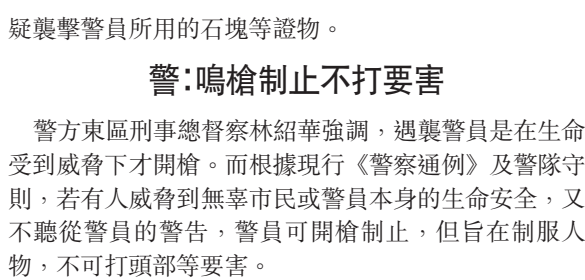 疑襲擊警員所用的石塊等證物。
警：鳴槍制止不打要害
警方東區刑事總督察林紹華強調，遇襲警員是在生命
受到威脅下才開槍。而根據現行《警察通例》及警隊守
則，若有人威脅到無辜市民或警員本身的生命安全，又
不聽從警員的警告，警員可開槍制止，但旨在制服人
物，不可打頭部等要害。